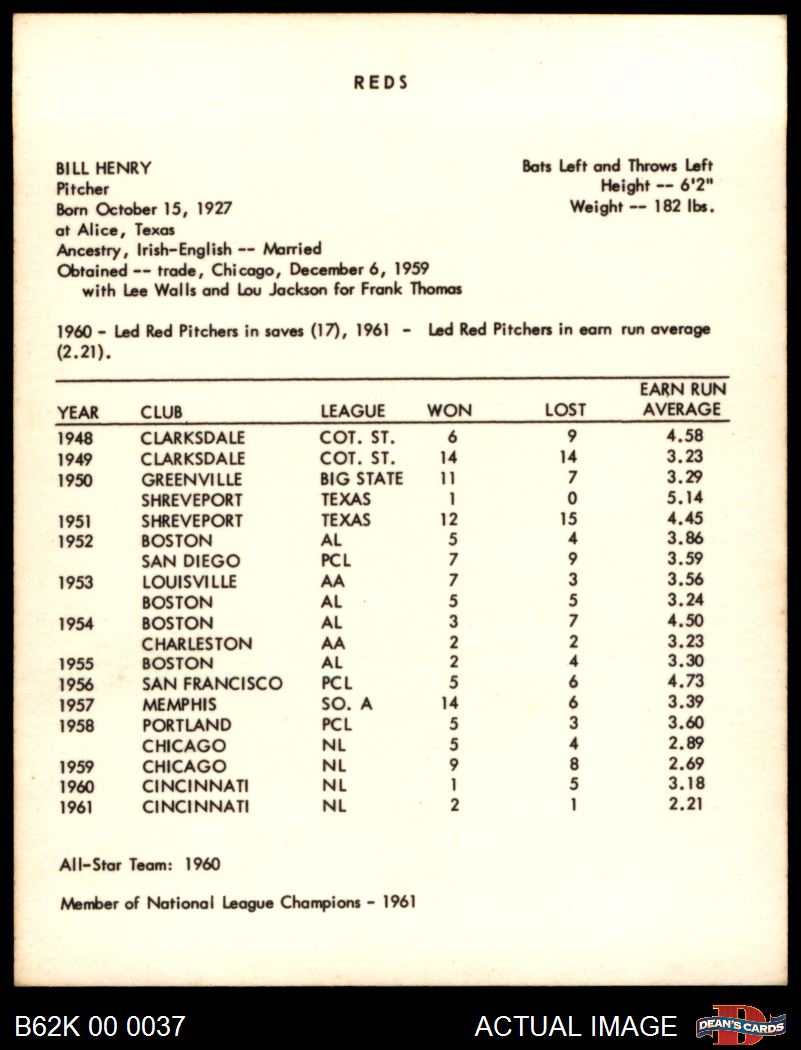 REDS
BILL HENRY
Bats Left and Throws Left
Pitcher
Height -- 6'2"
Born October 15, 1927
Weight -- 182 lbs.
at Alice, Texas
Ancestry, Irish-English -- Married
Obtained -- trade, Chicago, December 6, 1959
with Lee Walls and Lou Jackson for Frank Thomas
1960 - Led Red Pitchers in saves (17), 1961 - Led Red Pitchers in earn run average
(2.21).
YEAR CLUB LEAGUE WON LOST EARN RUN AVERAGE
1948 CLARKSDALE COT. ST. 6 9 4.58
1949 CLARKSDALE COT. ST. 14 14 3.23
1950 GREENVILLE BIG STATE 11 7 3.29
SHREVEPORT TEXAS 1 0 5.14
1951 SHREVEPORT TEXAS 12 15 4.45
1952 BOSTON AL 5 4 3.86
SAN DIEGO PCL 7 9 3.59
1953 LOUISVILLE AA 7 3 3.56
BOSTON AL 5 5 3.24
1954 BOSTON AL 3 7 4.50
CHARLESTON AA 2 2 3.23
1955 BOSTON AL 2 4 3.30
1956 SAN FRANCISCO PCL 5 6 4.73
1957 MEMPHIS SO. A 14 6 3.39
1958 PORTLAND PCL 5 3 3.60
CHICAGO NL 5 4 2.89
1959 CHICAGO NL 9 8 2.69
1960 CINCINNATI NL 1 5 3.18
1961 CINCINNATI NL 2 1 2.21
All-Star Team: 1960
Member of National League Champions - 1961
B62K 00 0037
ACTUAL IMAGE
DEAN'S CARDS